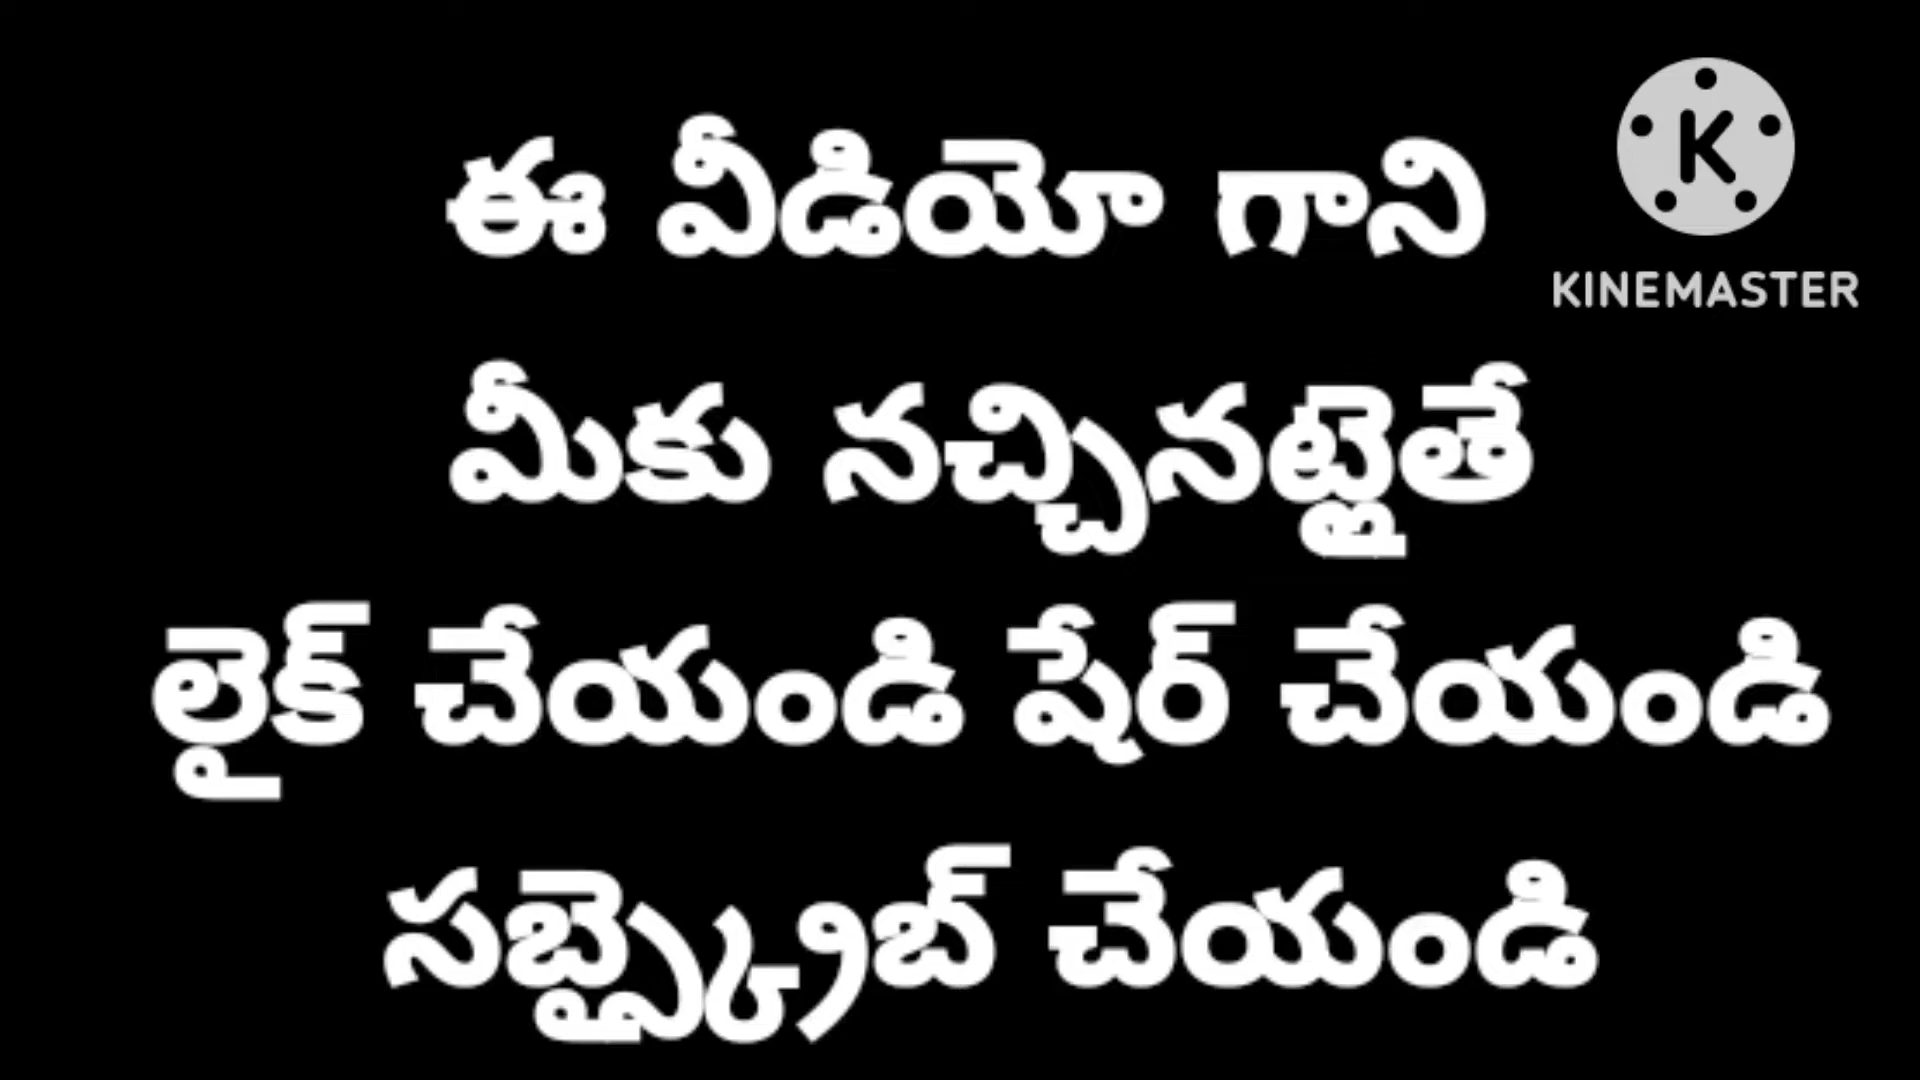 ఈ వీడియో గాని
మీకు నచ్చినట్లైతే
లైక్ చేయండి షేర్ చేయండి
సబ్స్క్రైబ్ చేయండి
K
KINEMASTER